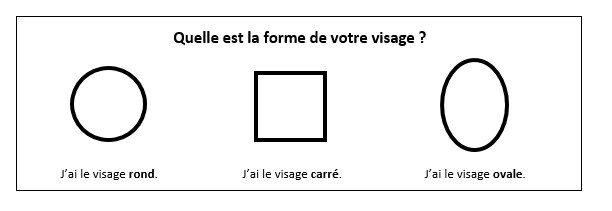 Quelle est la forme de votre visage ?
J’ai le visage rond.
J’ai le visage carré.
J’ai le visage ovale.